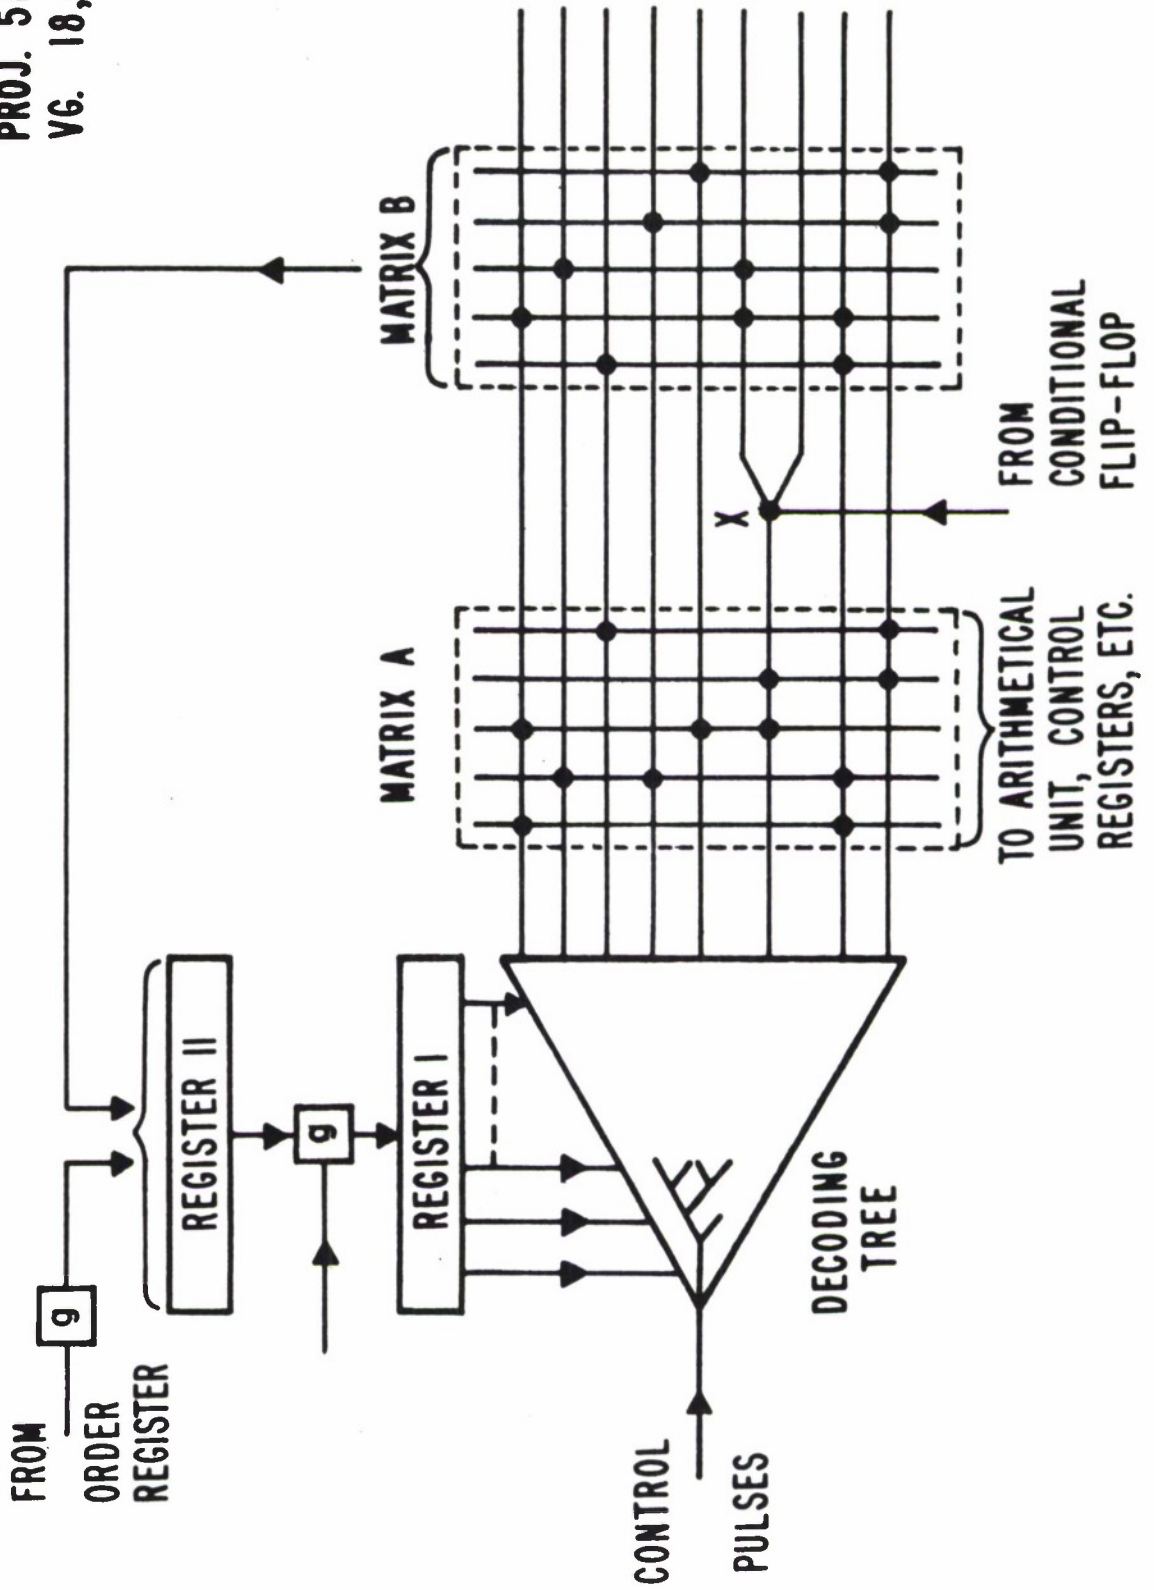 PROJ. 5
VG. 18,
FROM
ORDER
REGISTER
g
REGISTER II
g
REGISTER I
CONTROL
PULSES
DECODING
TREE
MATRIX A
MATRIX B
X
TO ARITHMETICAL
UNIT, CONTROL
REGISTERS, ETC.
FROM
CONDITIONAL
FLIP-FLOP